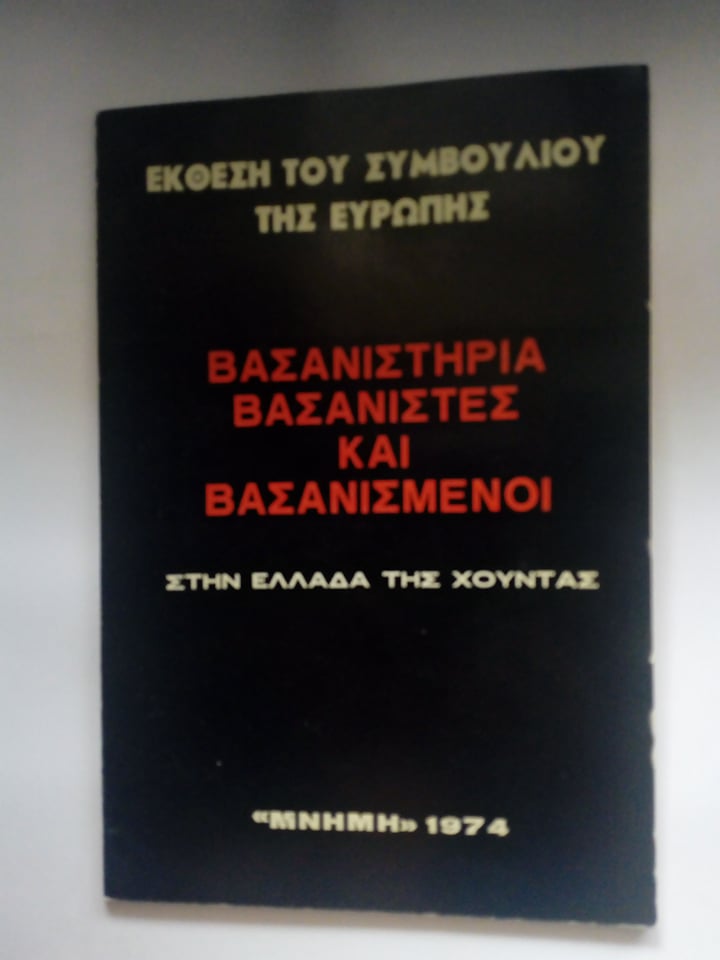 ΕΚΘΕΣΗ ΤΟΥ ΣΥΜΒΟΥΛΙΟΥ
ΤΗΣ ΕΥΡΩΠΗΣ
ΒΑΣΑΝΙΣΤΗΡΙΑ
ΒΑΣΑΝΙΣΤΕΣ
ΚΑΙ
ΒΑΣΑΝΙΣΜΕΝΟΙ
ΣΤΗΝ ΕΛΛΑΔΑ ΤΗΣ ΧΟΥΝΤΑΣ
«ΜΝΗΜΗ» 1974